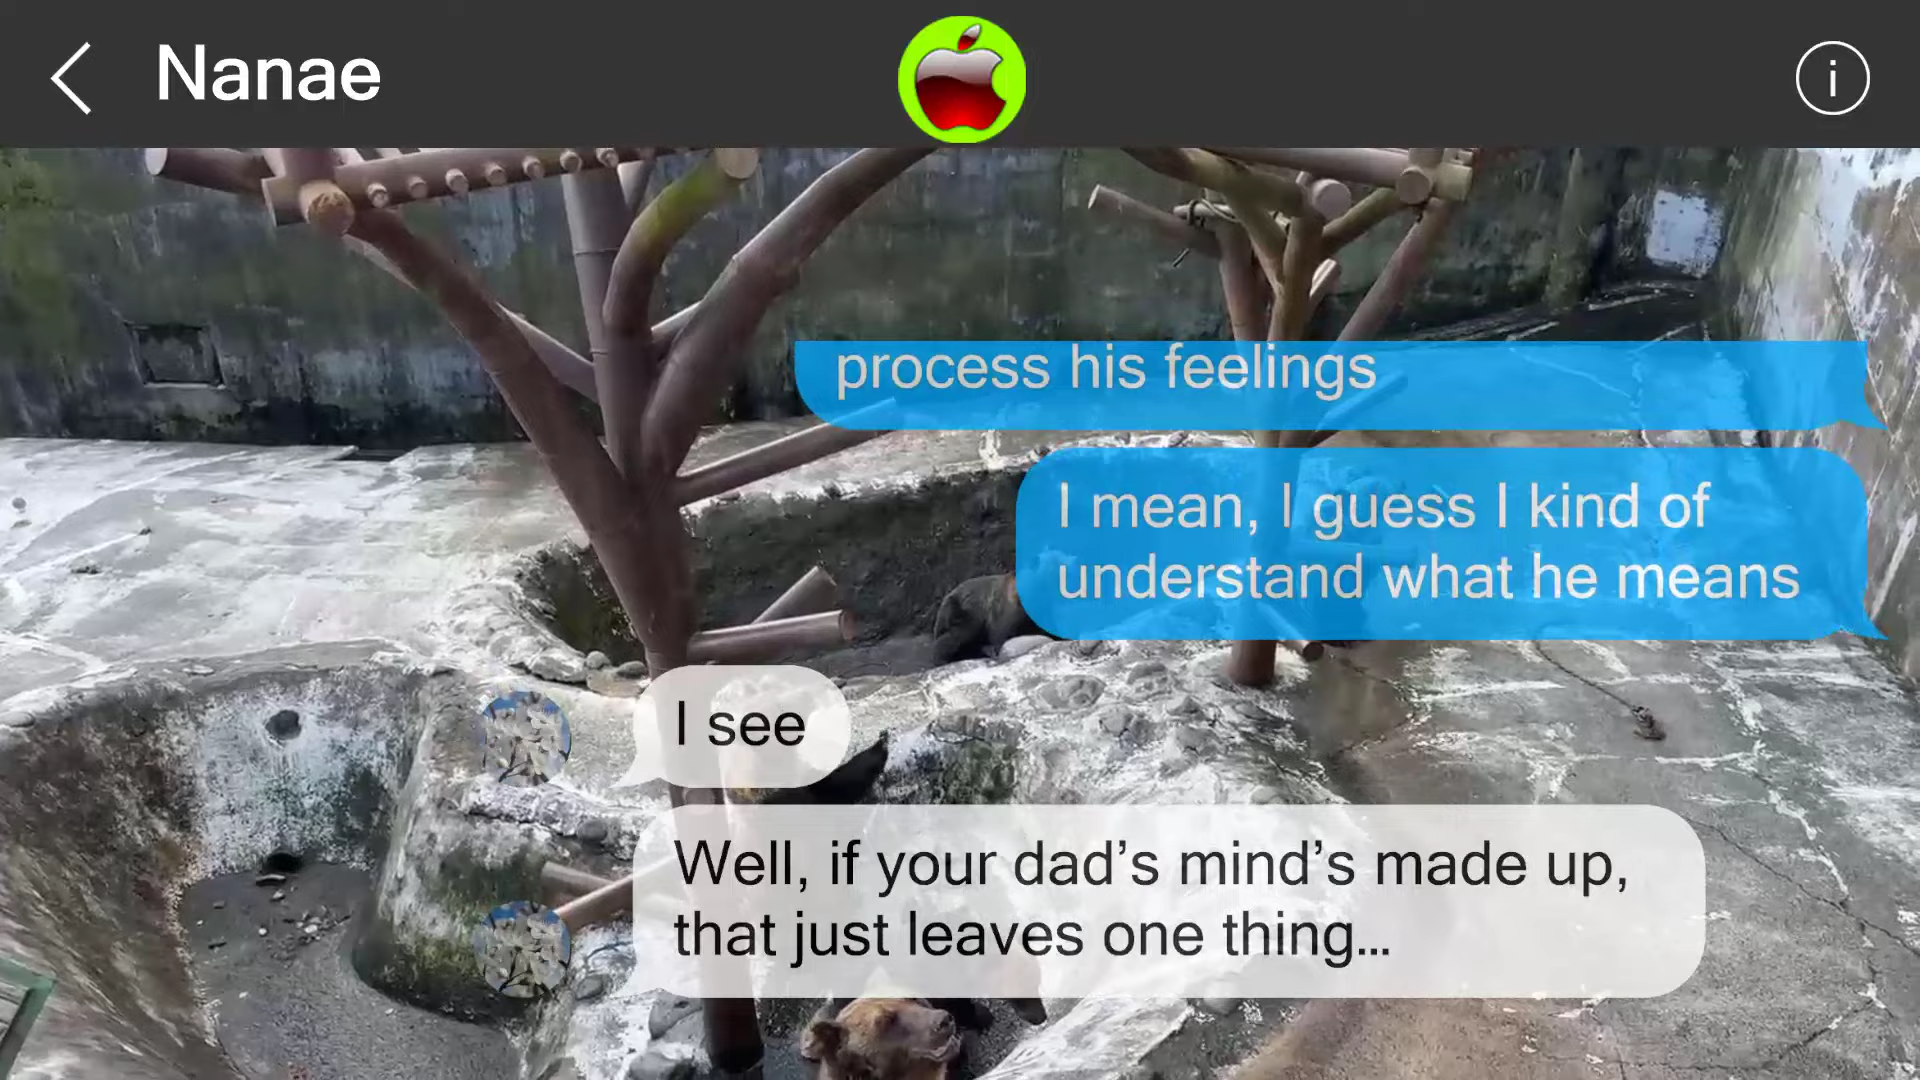 Nanae
i
process his feelings
I mean, I guess I kind of
understand what he means
I see
Well, if your dad’s mind’s made up,
that just leaves one thing…